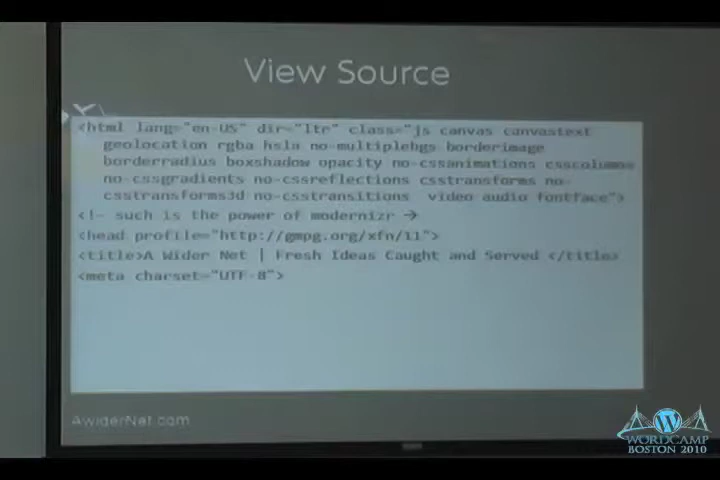 View Source
<html lang="en-US" dir="ltr" class="js canvas canvastext
geolocation rgba hsla no-multiplebgs borderimage
borderradius boxshadow opacity no-cssanimations csscolumns
no-cssgradients no-cssreflections csstransforms no-
csstransforms3d no-csstransitions  video audio fontface">
<!- such is the power of modernizr →
<head profile="http://gmpg.org/xfn/11">
<title>A Wider Net | Fresh Ideas Caught and Served </title>
<meta charset="UTF-8">
AwiderNet.com
WORDCAMP
BOSTON 2010